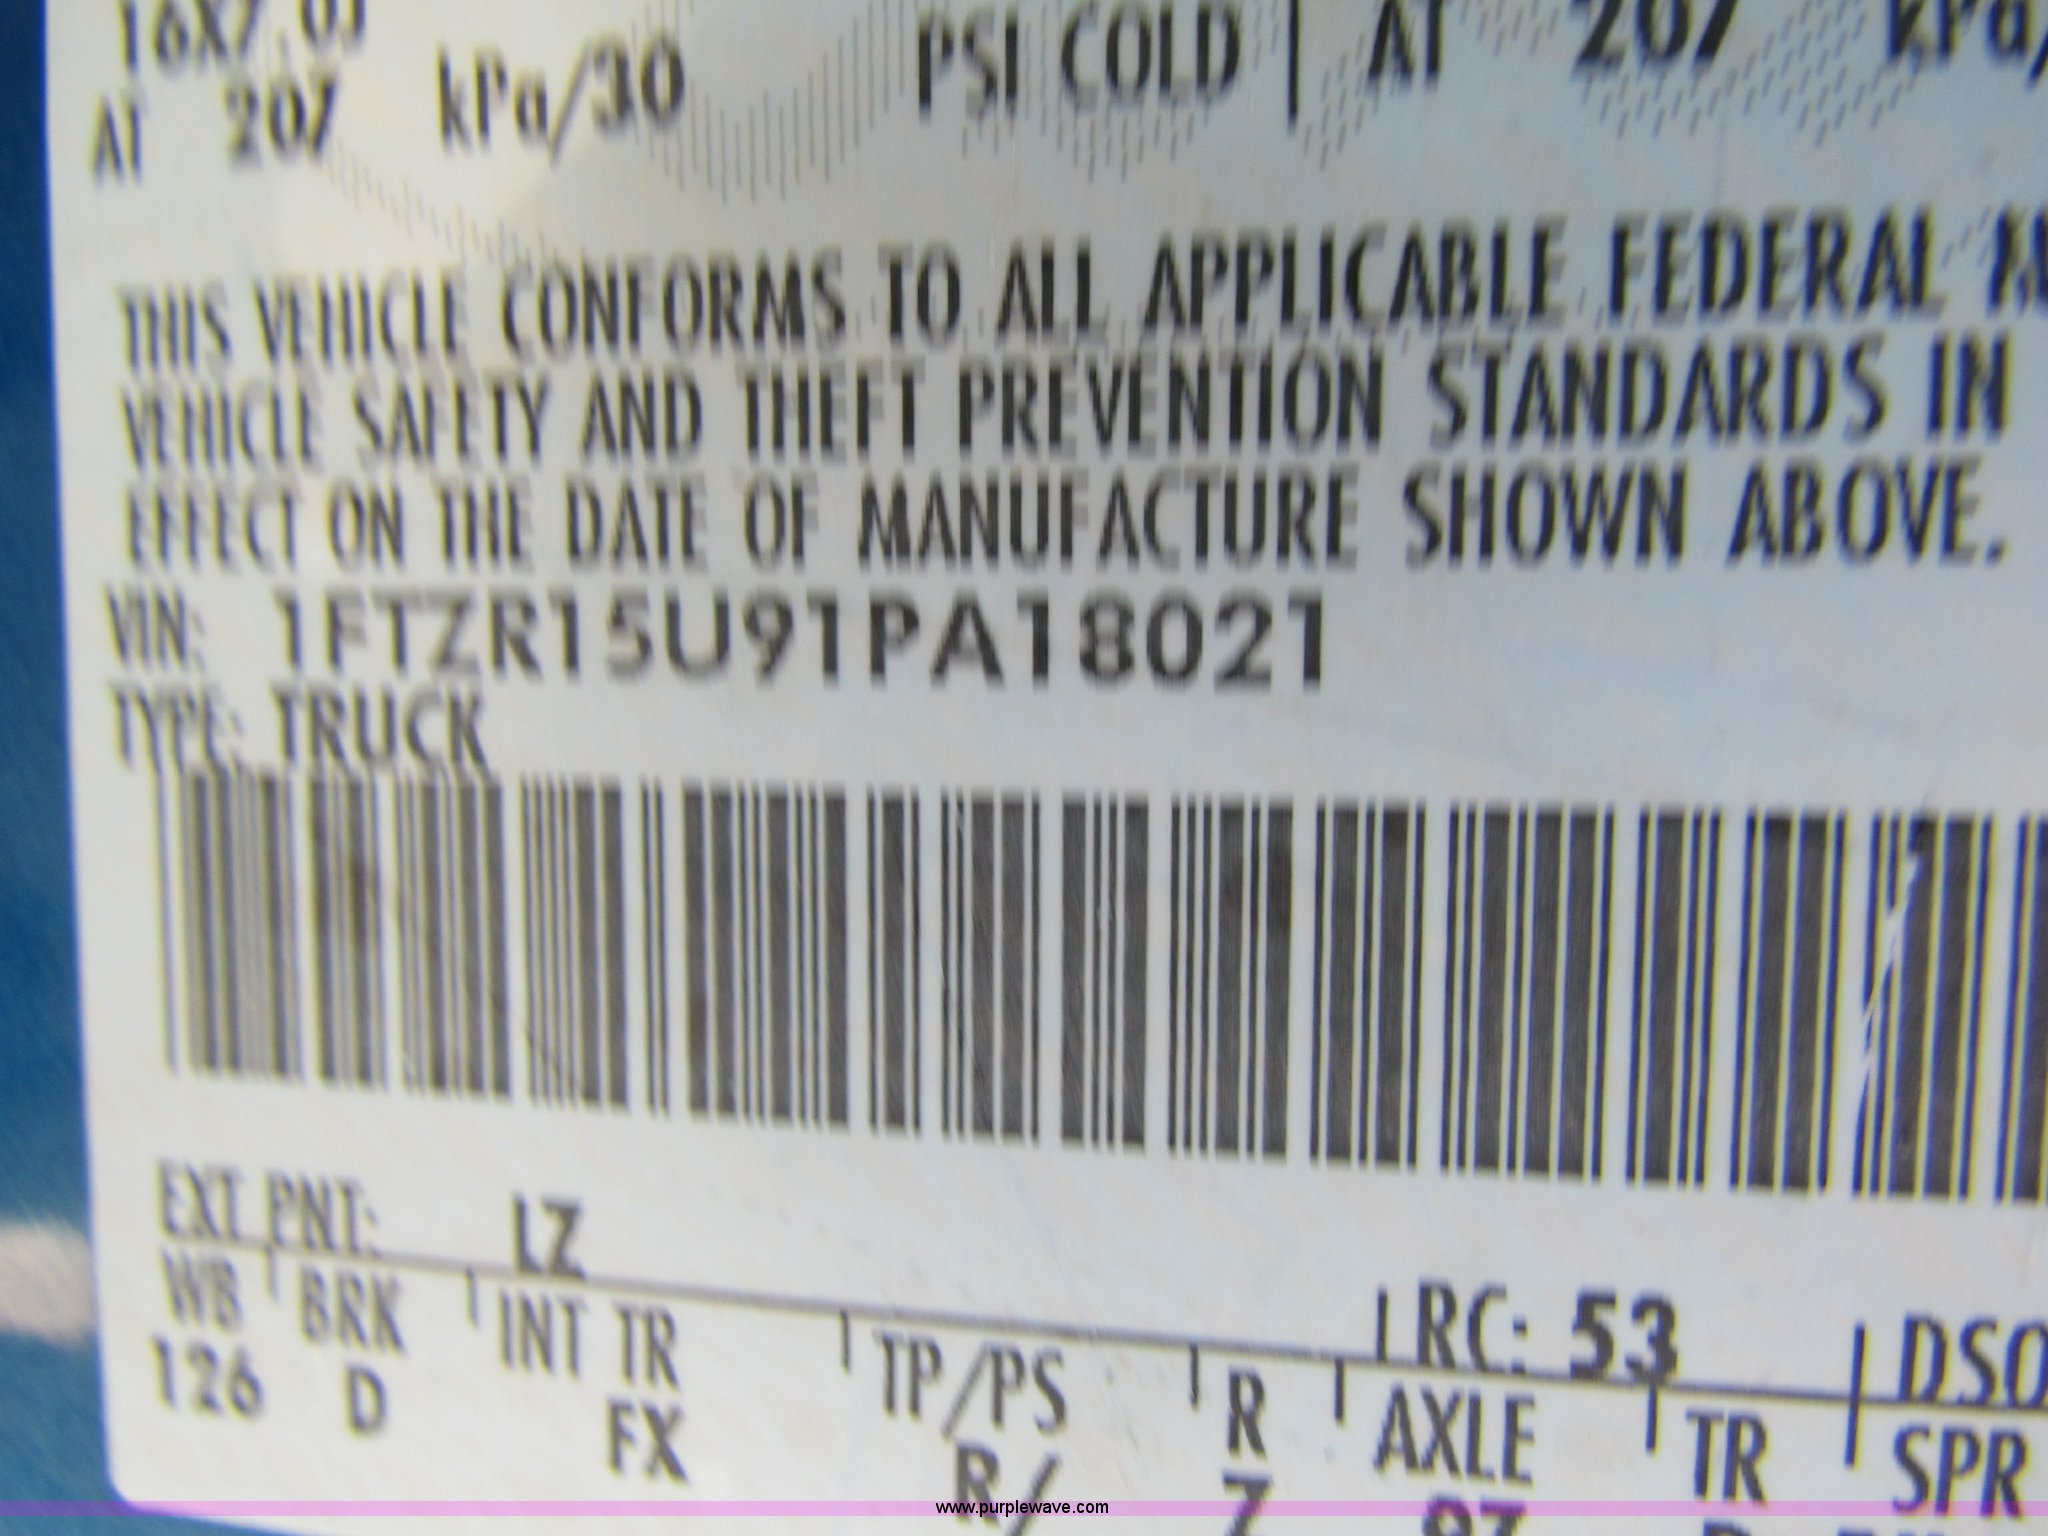 16X7.0J
AT 207 kPa/30 PSI COLD | AT 207 kPa/
THIS VEHICLE CONFORMS TO ALL APPLICABLE FEDERAL
VEHICLE SAFETY AND THEFT PREVENTION STANDARDS IN
EFFECT ON THE DATE OF MANUFACTURE SHOWN ABOVE.
VIN: 1FTZR15U91PA18021
TYPE: TRUCK
EXT PNT: LZ | RC: 53 | DSO
WB | BRK | INT TR | TP/PS | R | AXLE | TR | SPR
126 D FX R/ Z 97
www.purplewave.com